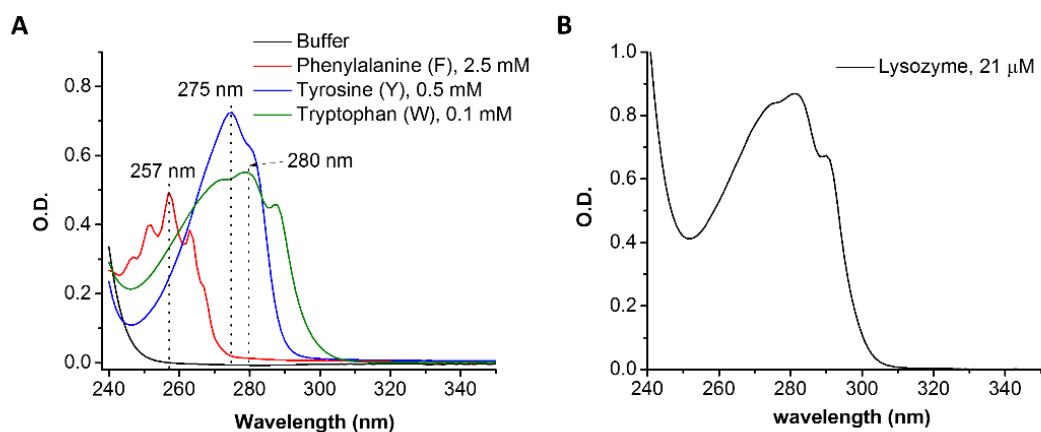 A
Buffer
Phenylalanine (F), 2.5 mM
Tyrosine (Y), 0.5 mM
Tryptophan (W), 0.1 mM
275 nm
257 nm
280 nm
0.8
0.6
0.4
0.2
0.0
O.D.
240 260 280 300 320 340
Wavelength (nm)
B
Lysozyme, 21 μM
1.0
0.8
0.6
0.4
0.2
0.0
O.D.
240 260 280 300 320 340
wavelength (nm)